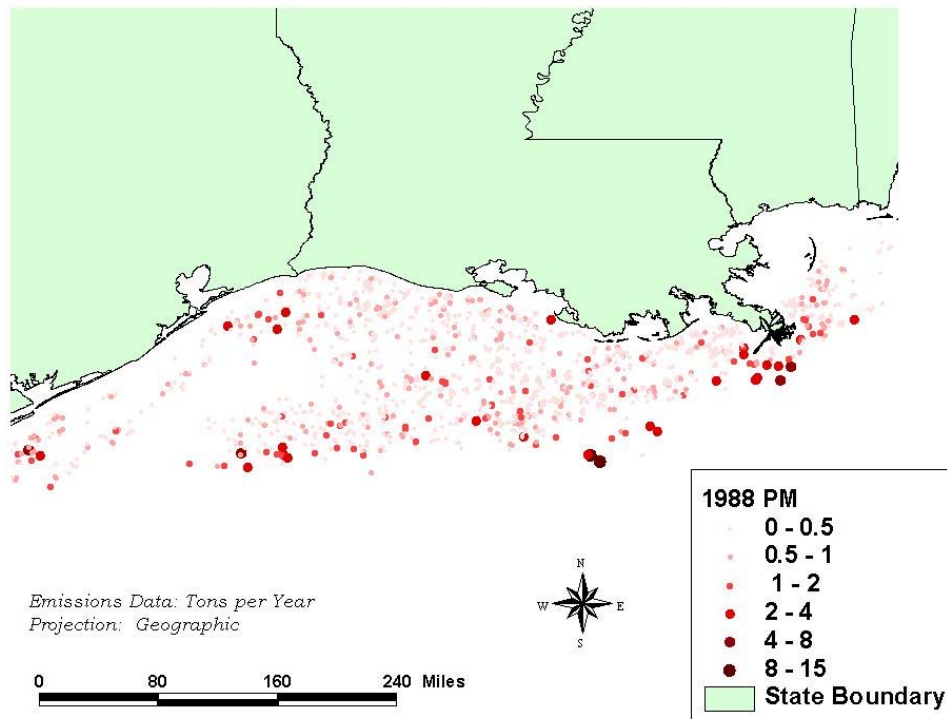 1988 PM
0 - 0.5
0.5 - 1
1 - 2
2 - 4
4 - 8
8 - 15
State Boundary
N
W E
S
Emissions Data: Tons per Year
Projection: Geographic
0 80 160 240 Miles